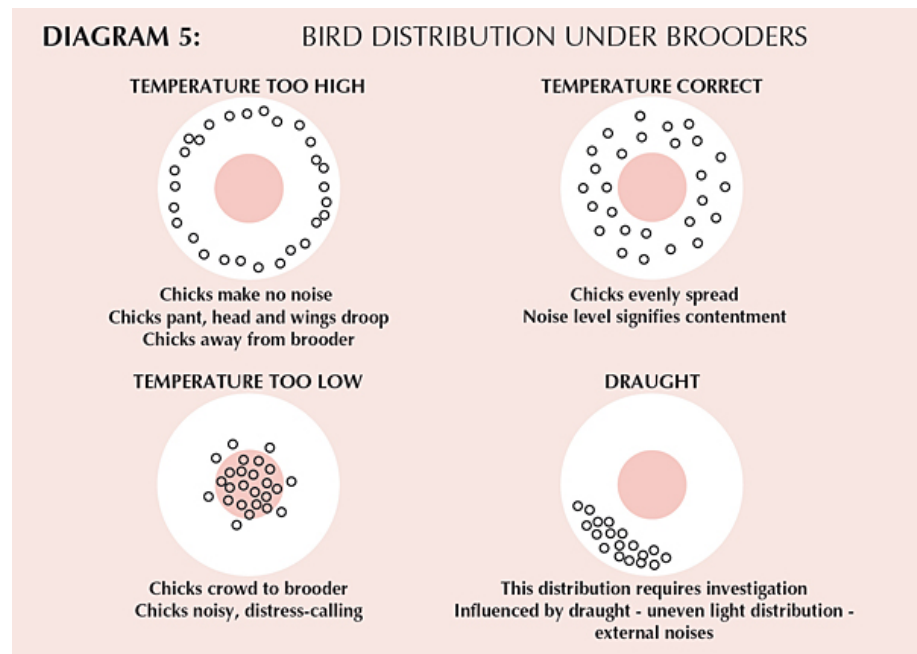 DIAGRAM 5: BIRD DISTRIBUTION UNDER BROODERS
TEMPERATURE TOO HIGH
Chicks make no noise
Chicks pant, head and wings droop
Chicks away from brooder
TEMPERATURE CORRECT
Chicks evenly spread
Noise level signifies contentment
TEMPERATURE TOO LOW
Chicks crowd to brooder
Chicks noisy, distress-calling
DRAUGHT
This distribution requires investigation
Influenced by draught - uneven light distribution -
external noises